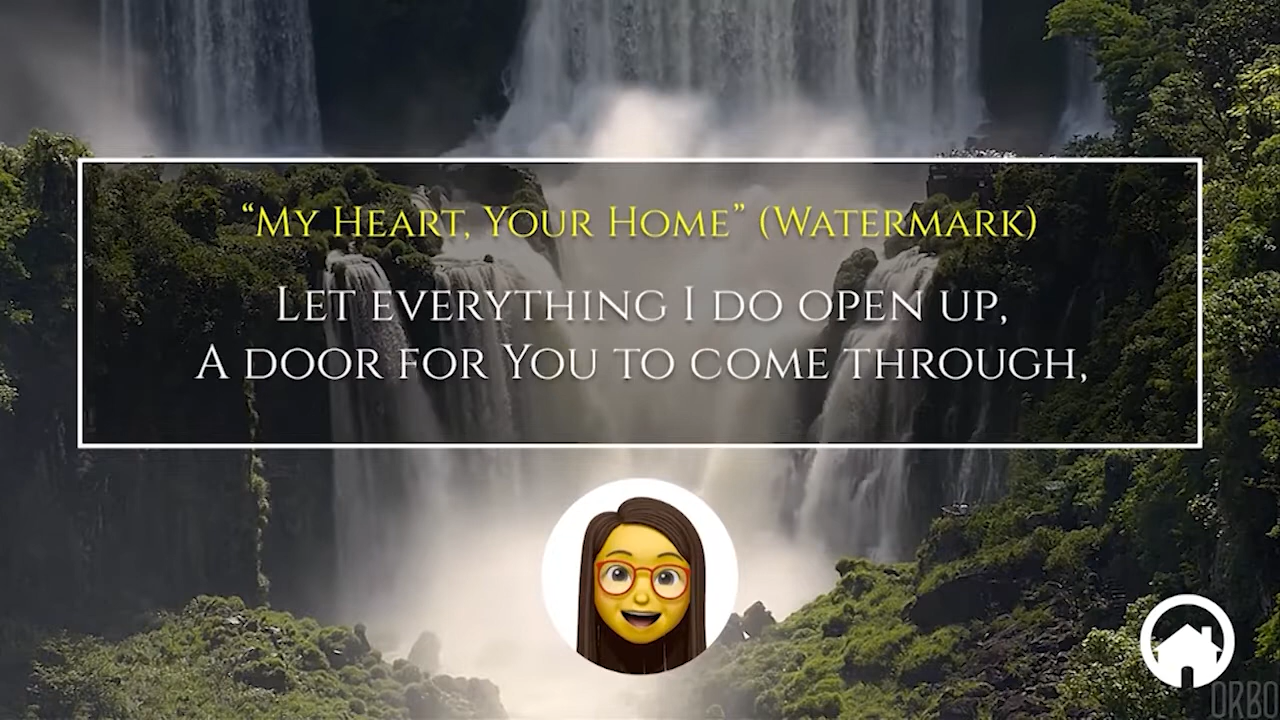 “My Heart, Your Home” (Watermark)
Let everything I do open up,
A door for You to come through,
ORBO